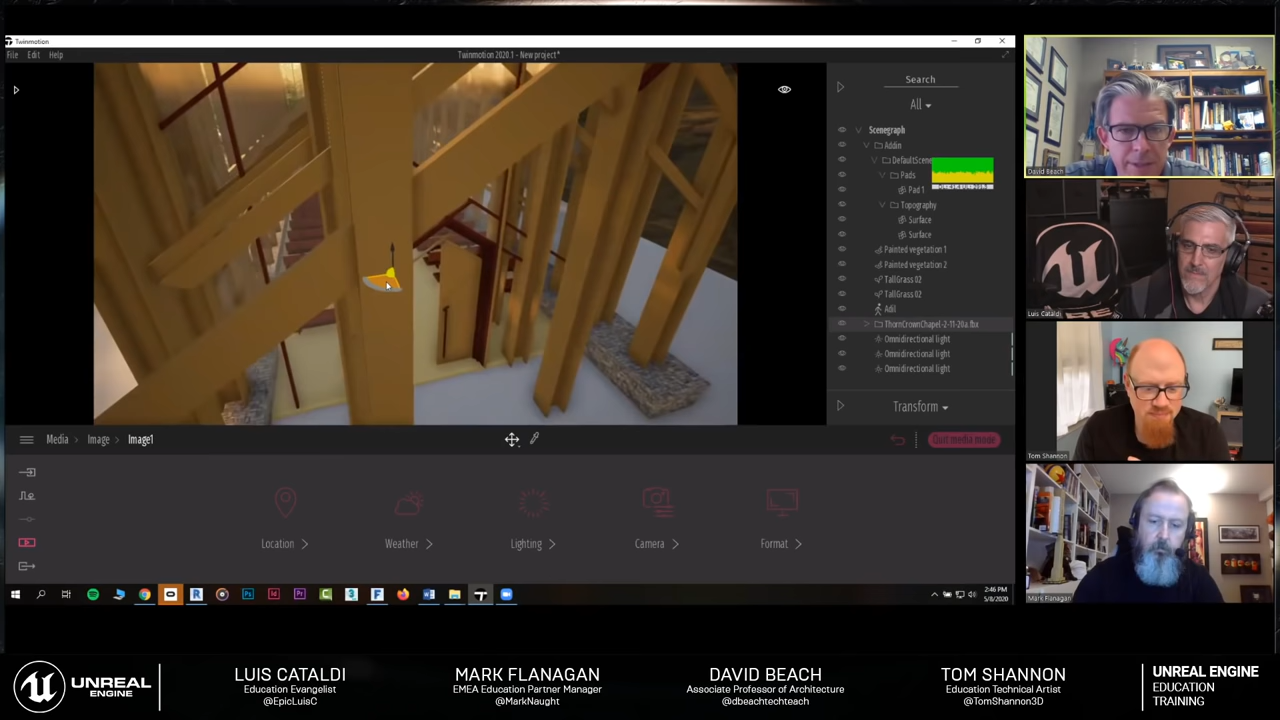 Twinmotion
File Edit Help
Twinmotion 2020.1 - New project*
Search
All
Scenegraph
Addin
DefaultScene
Pads
Pad 1
Topography
Surface
Surface
Painted vegetation 1
Painted vegetation 2
TallGrass 02
TallGrass 02
Adil
ThornCrownChapel-2-11-20a.fbx
Omnidirectional light
Omnidirectional light
Omnidirectional light
Transform
Media > Image > Image1
Quit media mode
Location > Weather > Lighting > Camera > Format >
2:46 PM
5/8/2020
David Beach
Luis Cataldi
Tom Shannon
Mark Flanagan
UNREAL
ENGINE
LUIS CATALDI
Education Evangelist
@EpicLuisC
MARK FLANAGAN
EMEA Education Partner Manager
@MarkNaught
DAVID BEACH
Associate Professor of Architecture
@dbeachtechteach
TOM SHANNON
Education Technical Artist
@TomShannon3D
UNREAL ENGINE
EDUCATION
TRAINING